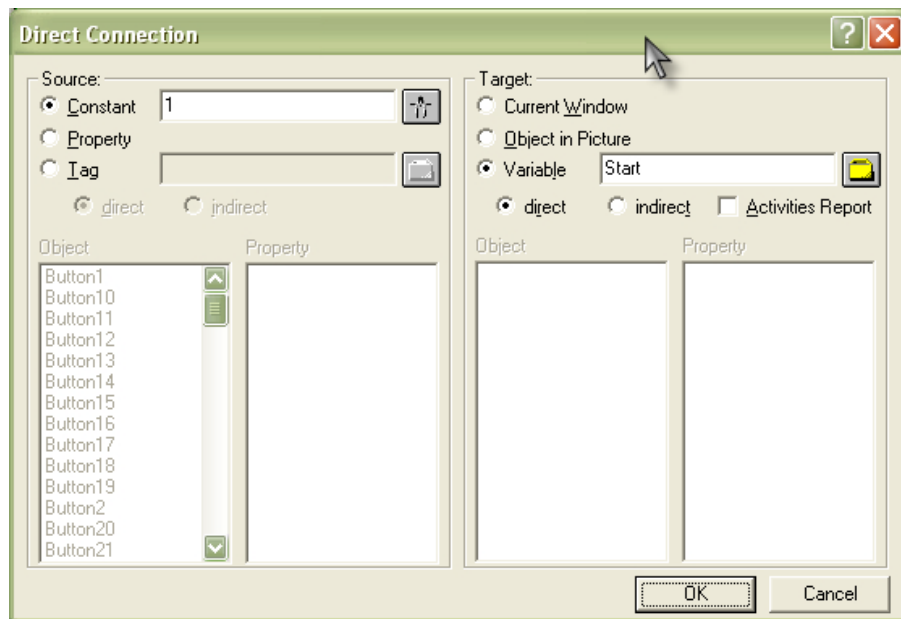 Direct Connection
?
Source:
Constant 1
Property
Tag
direct indirect
Object Property
Button1
Button10
Button11
Button12
Button13
Button14
Button15
Button16
Button17
Button18
Button19
Button2
Button20
Button21
Target:
Current Window
Object in Picture
Variable Start
direct indirect Activities Report
Object Property
OK Cancel